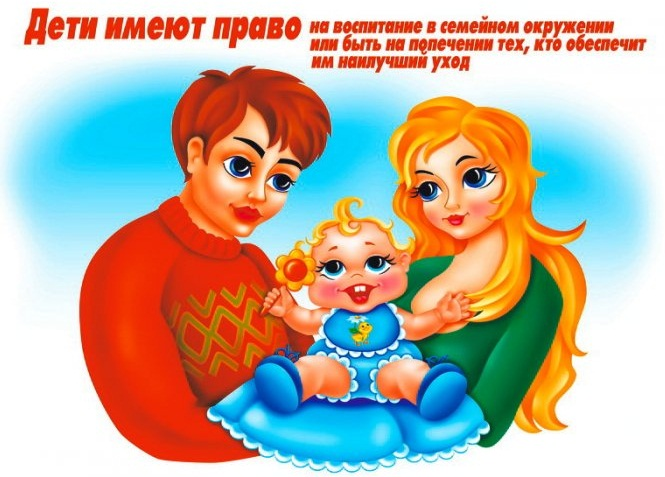 Дети имеют право на воспитание в семейном окружении
или быть на попечении тех, кто обеспечит
им наилучший уход